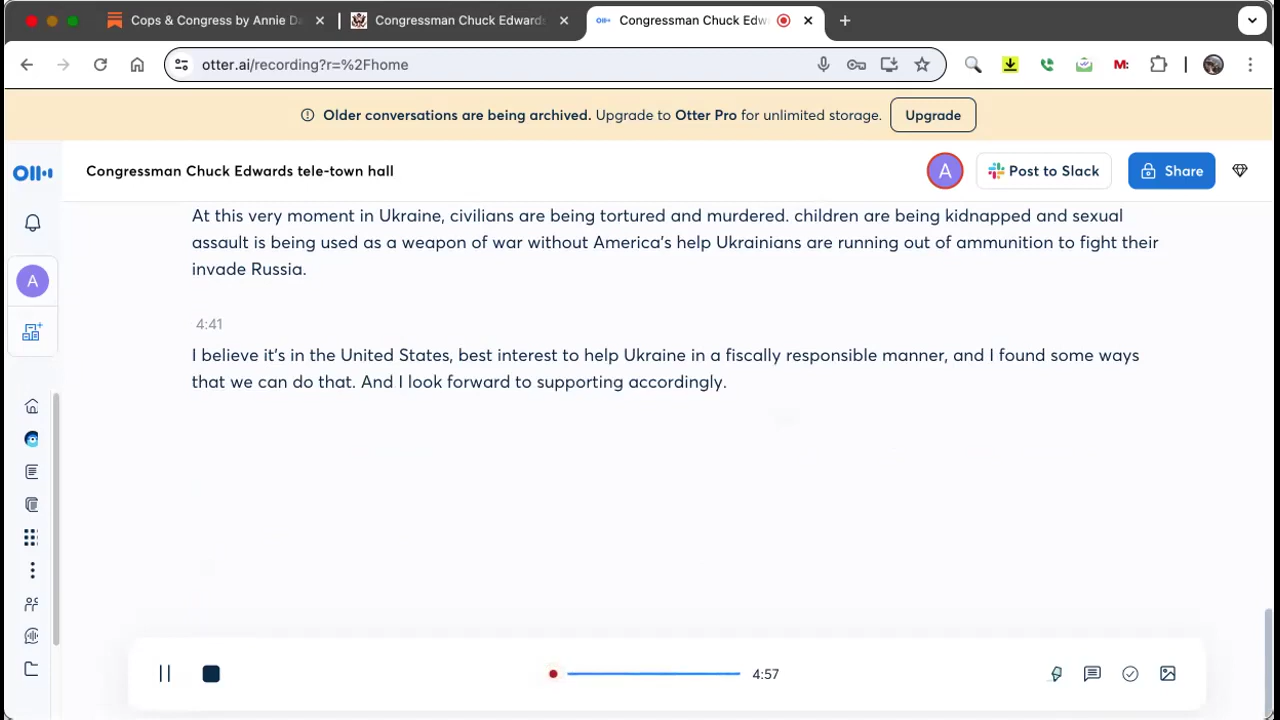 Cops & Congress by Annie Da
Congressman Chuck Edwards
Congressman Chuck Edw
otter.ai/recording?r=%2Fhome
M:
Older conversations are being archived. Upgrade to Otter Pro for unlimited storage.
Upgrade
Congressman Chuck Edwards tele-town hall
A
Post to Slack
Share
A
At this very moment in Ukraine, civilians are being tortured and murdered. children are being kidnapped and sexual
assault is being used as a weapon of war without America's help Ukrainians are running out of ammunition to fight their
invade Russia.
4:41
I believe it's in the United States, best interest to help Ukraine in a fiscally responsible manner, and I found some ways
that we can do that. And I look forward to supporting accordingly.
4:57